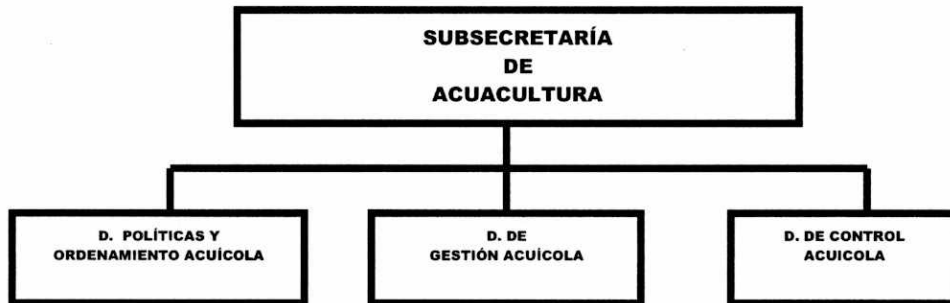 SUBSECRETARÍA
DE
ACUACULTURA
D. POLÍTICAS Y
ORDENAMIENTO ACUÍCOLA
D. DE
GESTIÓN ACUÍCOLA
D. DE CONTROL
ACUICOLA